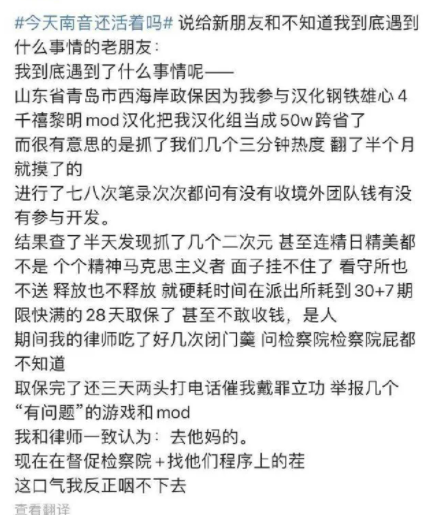 #今天南音还活着吗# 说给新朋友和不知道我到底遇到
什么事情的老朋友：
我到底遇到了什么事情呢——
山东省青岛市西海岸政保因为我参与汉化钢铁雄心4
千禧黎明mod汉化把我汉化组当成50w跨省了
而很有意思的是抓了我们几个三分钟热度 翻了半个月
就摸了的
进行了七八次笔录次次都问有没有收境外团队钱有没
有参与开发。
结果查了半天发现抓了几个二次元 甚至连精日精美都
不是 个个精神马克思主义者 面子挂不住了 看守所也
不送 释放也不释放 就硬耗时间在派出所耗到30+7期
限快满的28天取保了 甚至不敢收钱，是人
期间我的律师吃了好几次闭门羹 问检察院检察院屁都
不知道
取保完了还三天两头打电话催我戴罪立功 举报几个
“有问题”的游戏和mod
我和律师一致认为：去他妈的。
现在在督促检察院+找他们程序上的茬
这口气我反正咽不下去
查看翻译